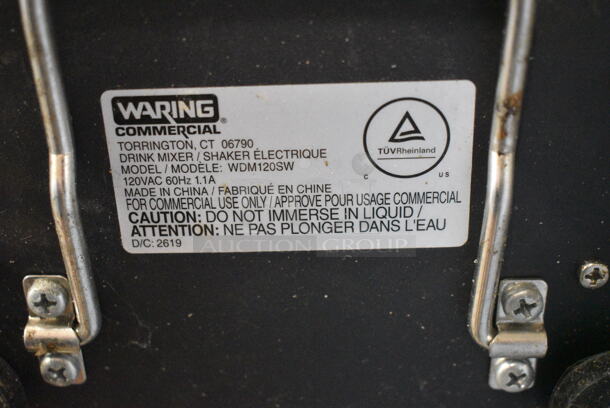 WARING®
COMMERCIAL
TORRINGTON, CT 06790
DRINK MIXER / SHAKER ÉLECTRIQUE
MODEL / MODÈLE: WDM120SW
120VAC 60Hz 1.1A
MADE IN CHINA / FABRIQUÉ EN CHINE
FOR COMMERCIAL USE ONLY / APPROVE POUR USAGE COMMERCIAL
CAUTION: DO NOT IMMERSE IN LIQUID /
ATTENTION: NE PAS PLONGER DANS L'EAU
D/C: 2619
AUCTION GROUP
TÜVRheinland
C US